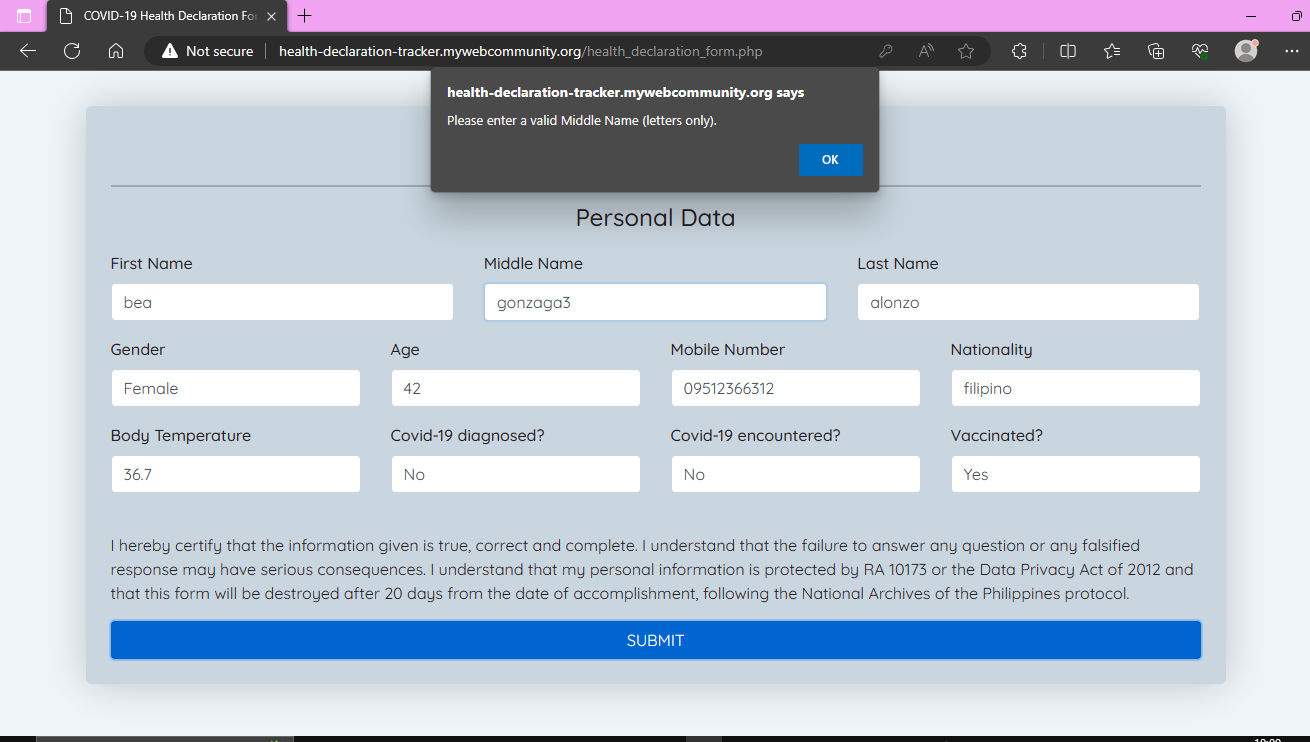 COVID-19 Health Declaration Fo
Not secure
health-declaration-tracker.mywebcommunity.org/health_declaration_form.php
health-declaration-tracker.mywebcommunity.org says
Please enter a valid Middle Name (letters only).
OK
Personal Data
First Name Middle Name Last Name
bea gonzaga3 alonzo
Gender Age Mobile Number Nationality
Female 42 09512366312 filipino
Body Temperature Covid-19 diagnosed? Covid-19 encountered? Vaccinated?
36.7 No No Yes
I hereby certify that the information given is true, correct and complete. I understand that the failure to answer any question or any falsified
response may have serious consequences. I understand that my personal information is protected by RA 10173 or the Data Privacy Act of 2012 and
that this form will be destroyed after 20 days from the date of accomplishment, following the National Archives of the Philippines protocol.
SUBMIT